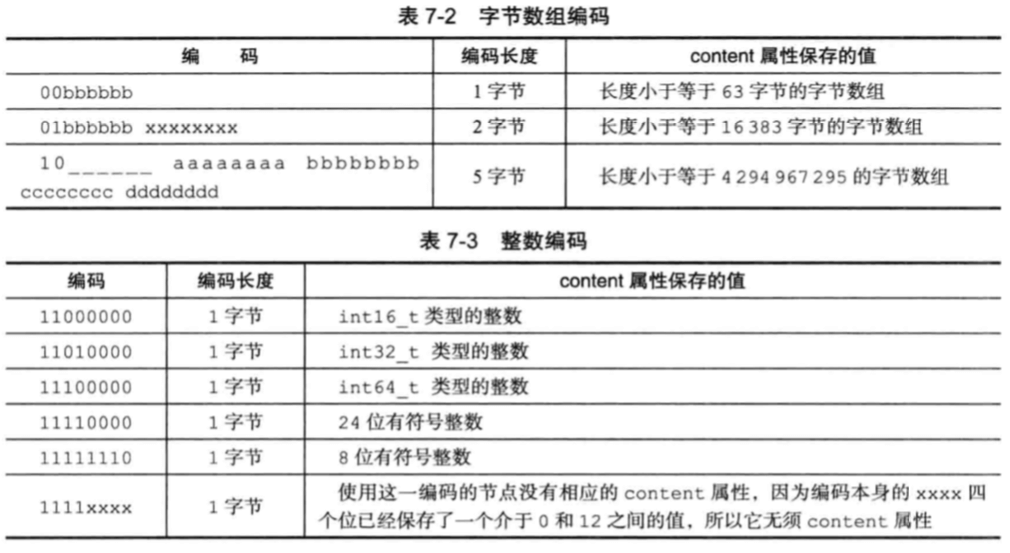 表 7-2 字节数组编码
编 码 编码长度 content 属性保存的值
00bbbbbb 1 字节 长度小于等于 63 字节的字节数组
01bbbbbb xxxxxxxx 2 字节 长度小于等于 16 383 字节的字节数组
10______ aaaaaaaa bbbbbbbb
cccccccc dddddddd 5 字节 长度小于等于 4 294 967 295 的字节数组
表 7-3 整数编码
编码 编码长度 content 属性保存的值
11000000 1 字节 int16_t 类型的整数
11010000 1 字节 int32_t 类型的整数
11100000 1 字节 int64_t 类型的整数
11110000 1 字节 24 位有符号整数
11111110 1 字节 8 位有符号整数
1111xxxx 1 字节 使用这一编码的节点没有相应的 content 属性，因为编码本身的 xxxx 四
个位已经保存了一个介于 0 和 12 之间的值，所以它无须 content 属性